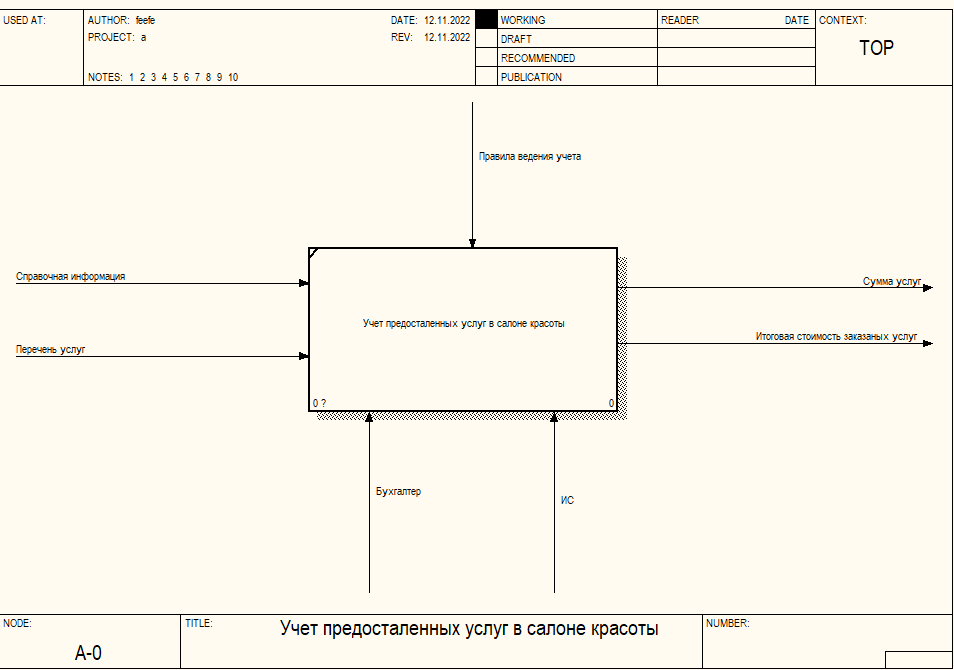 USED AT:
AUTHOR: feefe
DATE: 12.11.2022
WORKING
READER
DATE
CONTEXT:
PROJECT: a
REV: 12.11.2022
DRAFT
TOP
RECOMMENDED
NOTES: 1 2 3 4 5 6 7 8 9 10
PUBLICATION
Правила ведения учета
Справочная информация
Сумма услуг
Учет предосталенных услуг в салоне красоты
Итоговая стоимость заказаных услуг
Перечень услуг
0 ?
0
Бухгалтер
ИС
NODE:
A-0
TITLE:
Учет предосталенных услуг в салоне красоты
NUMBER: